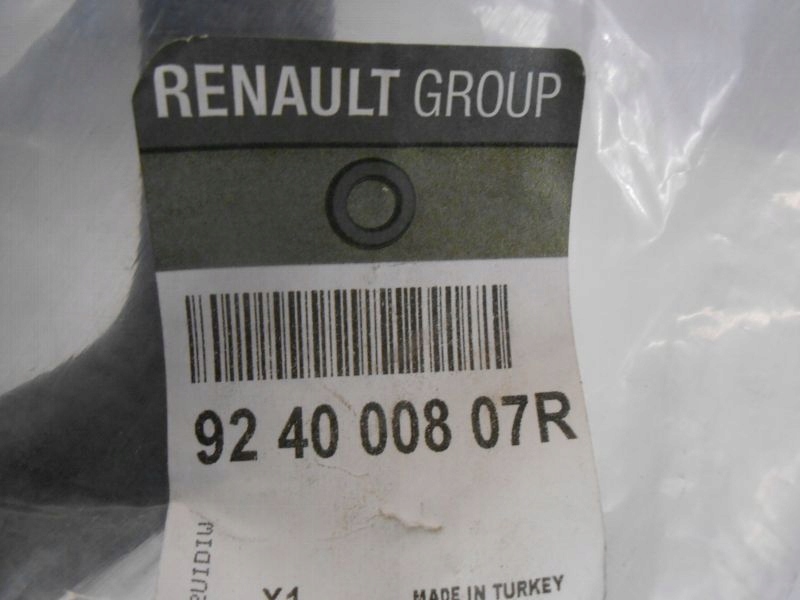 RENAULT GROUP
92 40 008 07R
X1
MADE IN TURKEY